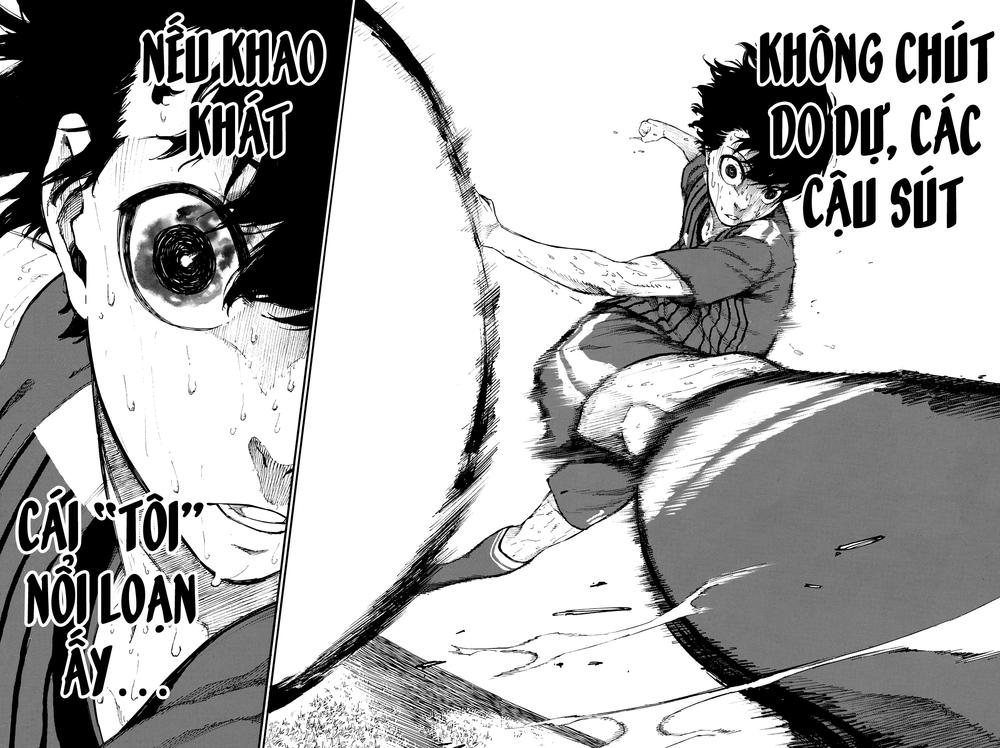 KHÔNG CHÚT
DO DỰ, CÁC
CẬU SÚT
NẾU KHAO
KHÁT
CÁI “TÔI”
NỔI LOẠN
ẤY . . .